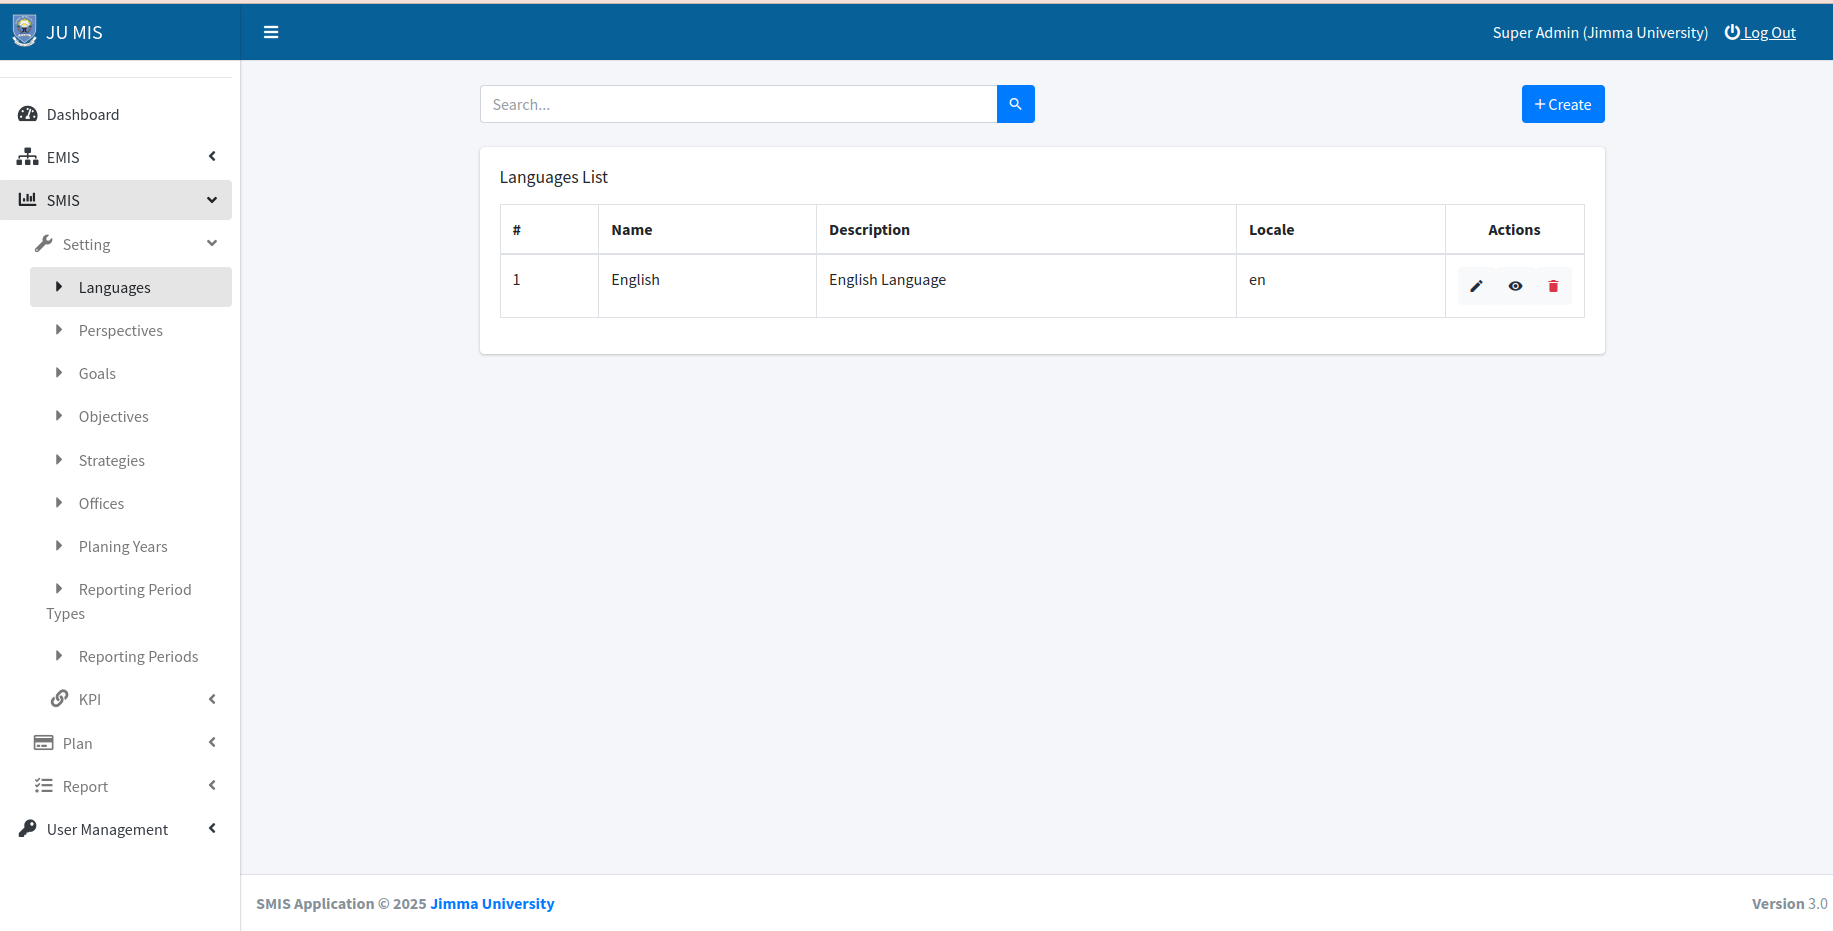 JU MIS
Super Admin (Jimma University)
Log Out
Dashboard
EMIS
SMIS
Setting
Languages
Perspectives
Goals
Objectives
Strategies
Offices
Planing Years
Reporting Period
Types
Reporting Periods
KPI
Plan
Report
User Management
Search...
+ Create
Languages List
# Name Description Locale Actions
1 English English Language en
SMIS Application © 2025 Jimma University
Version 3.0